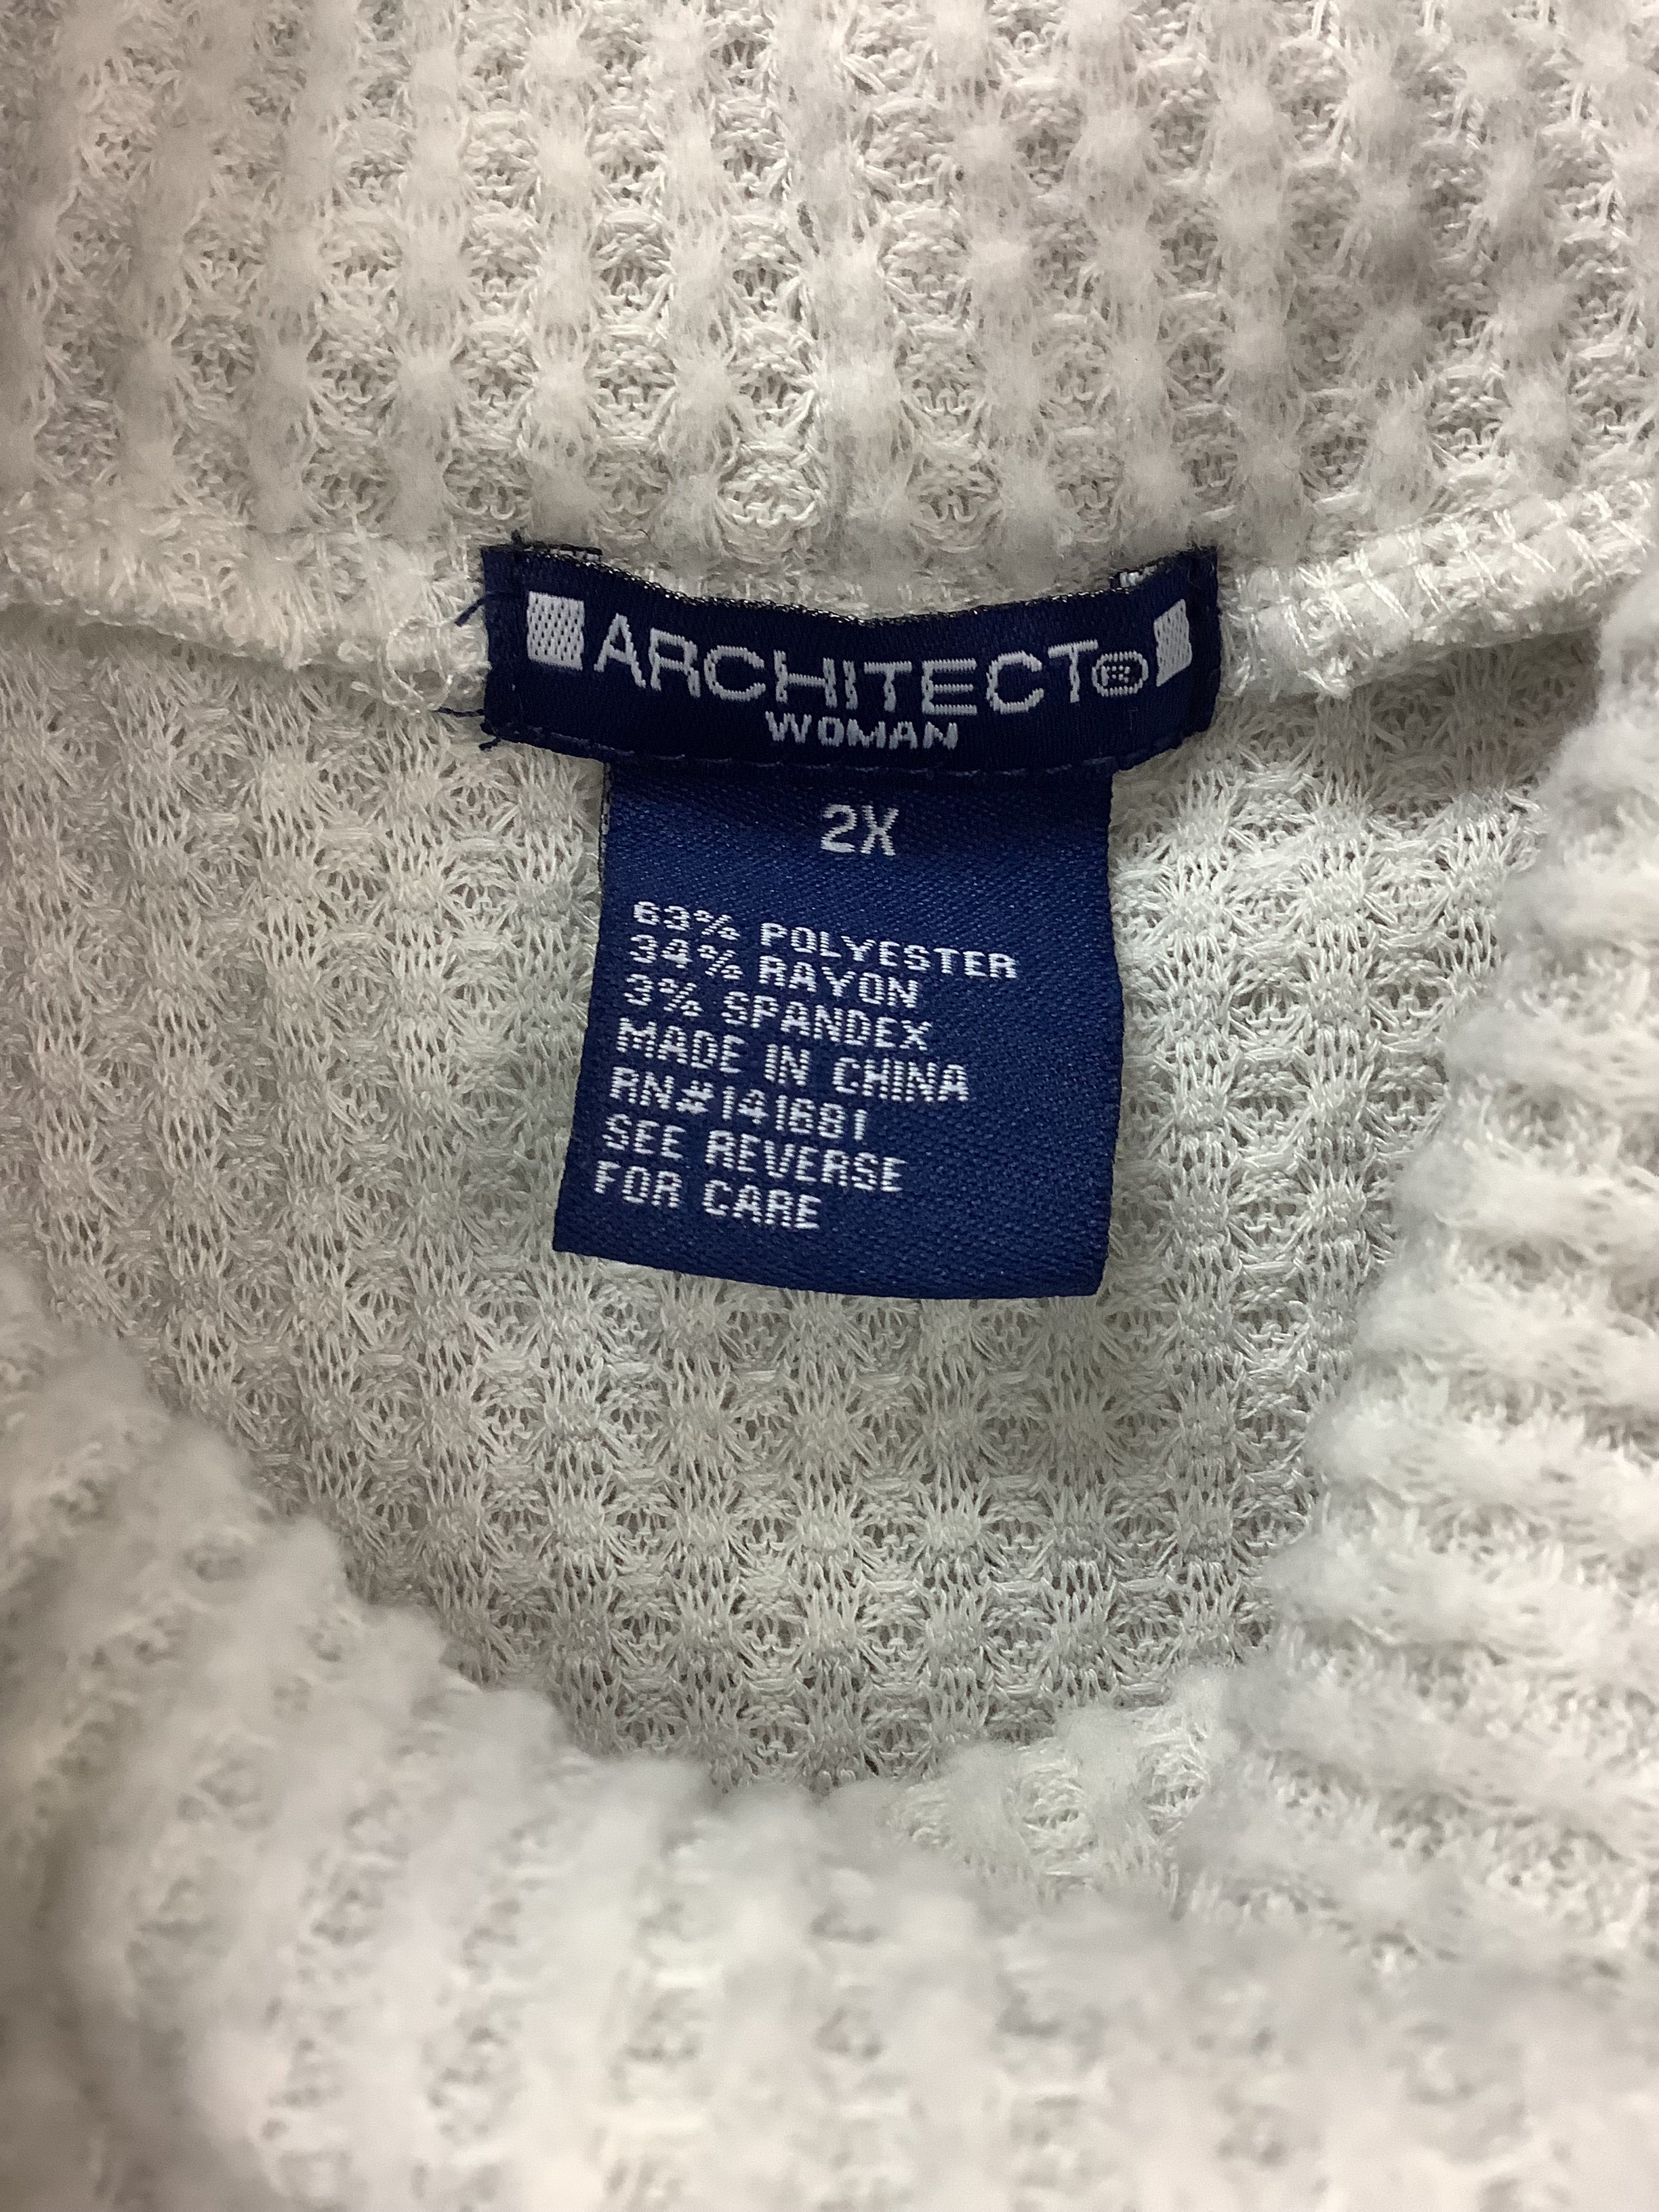 ARCHITECT®
WOMAN
2X
63% POLYESTER
34% RAYON
3% SPANDEX
MADE IN CHINA
RN#141681
SEE REVERSE
FOR CARE